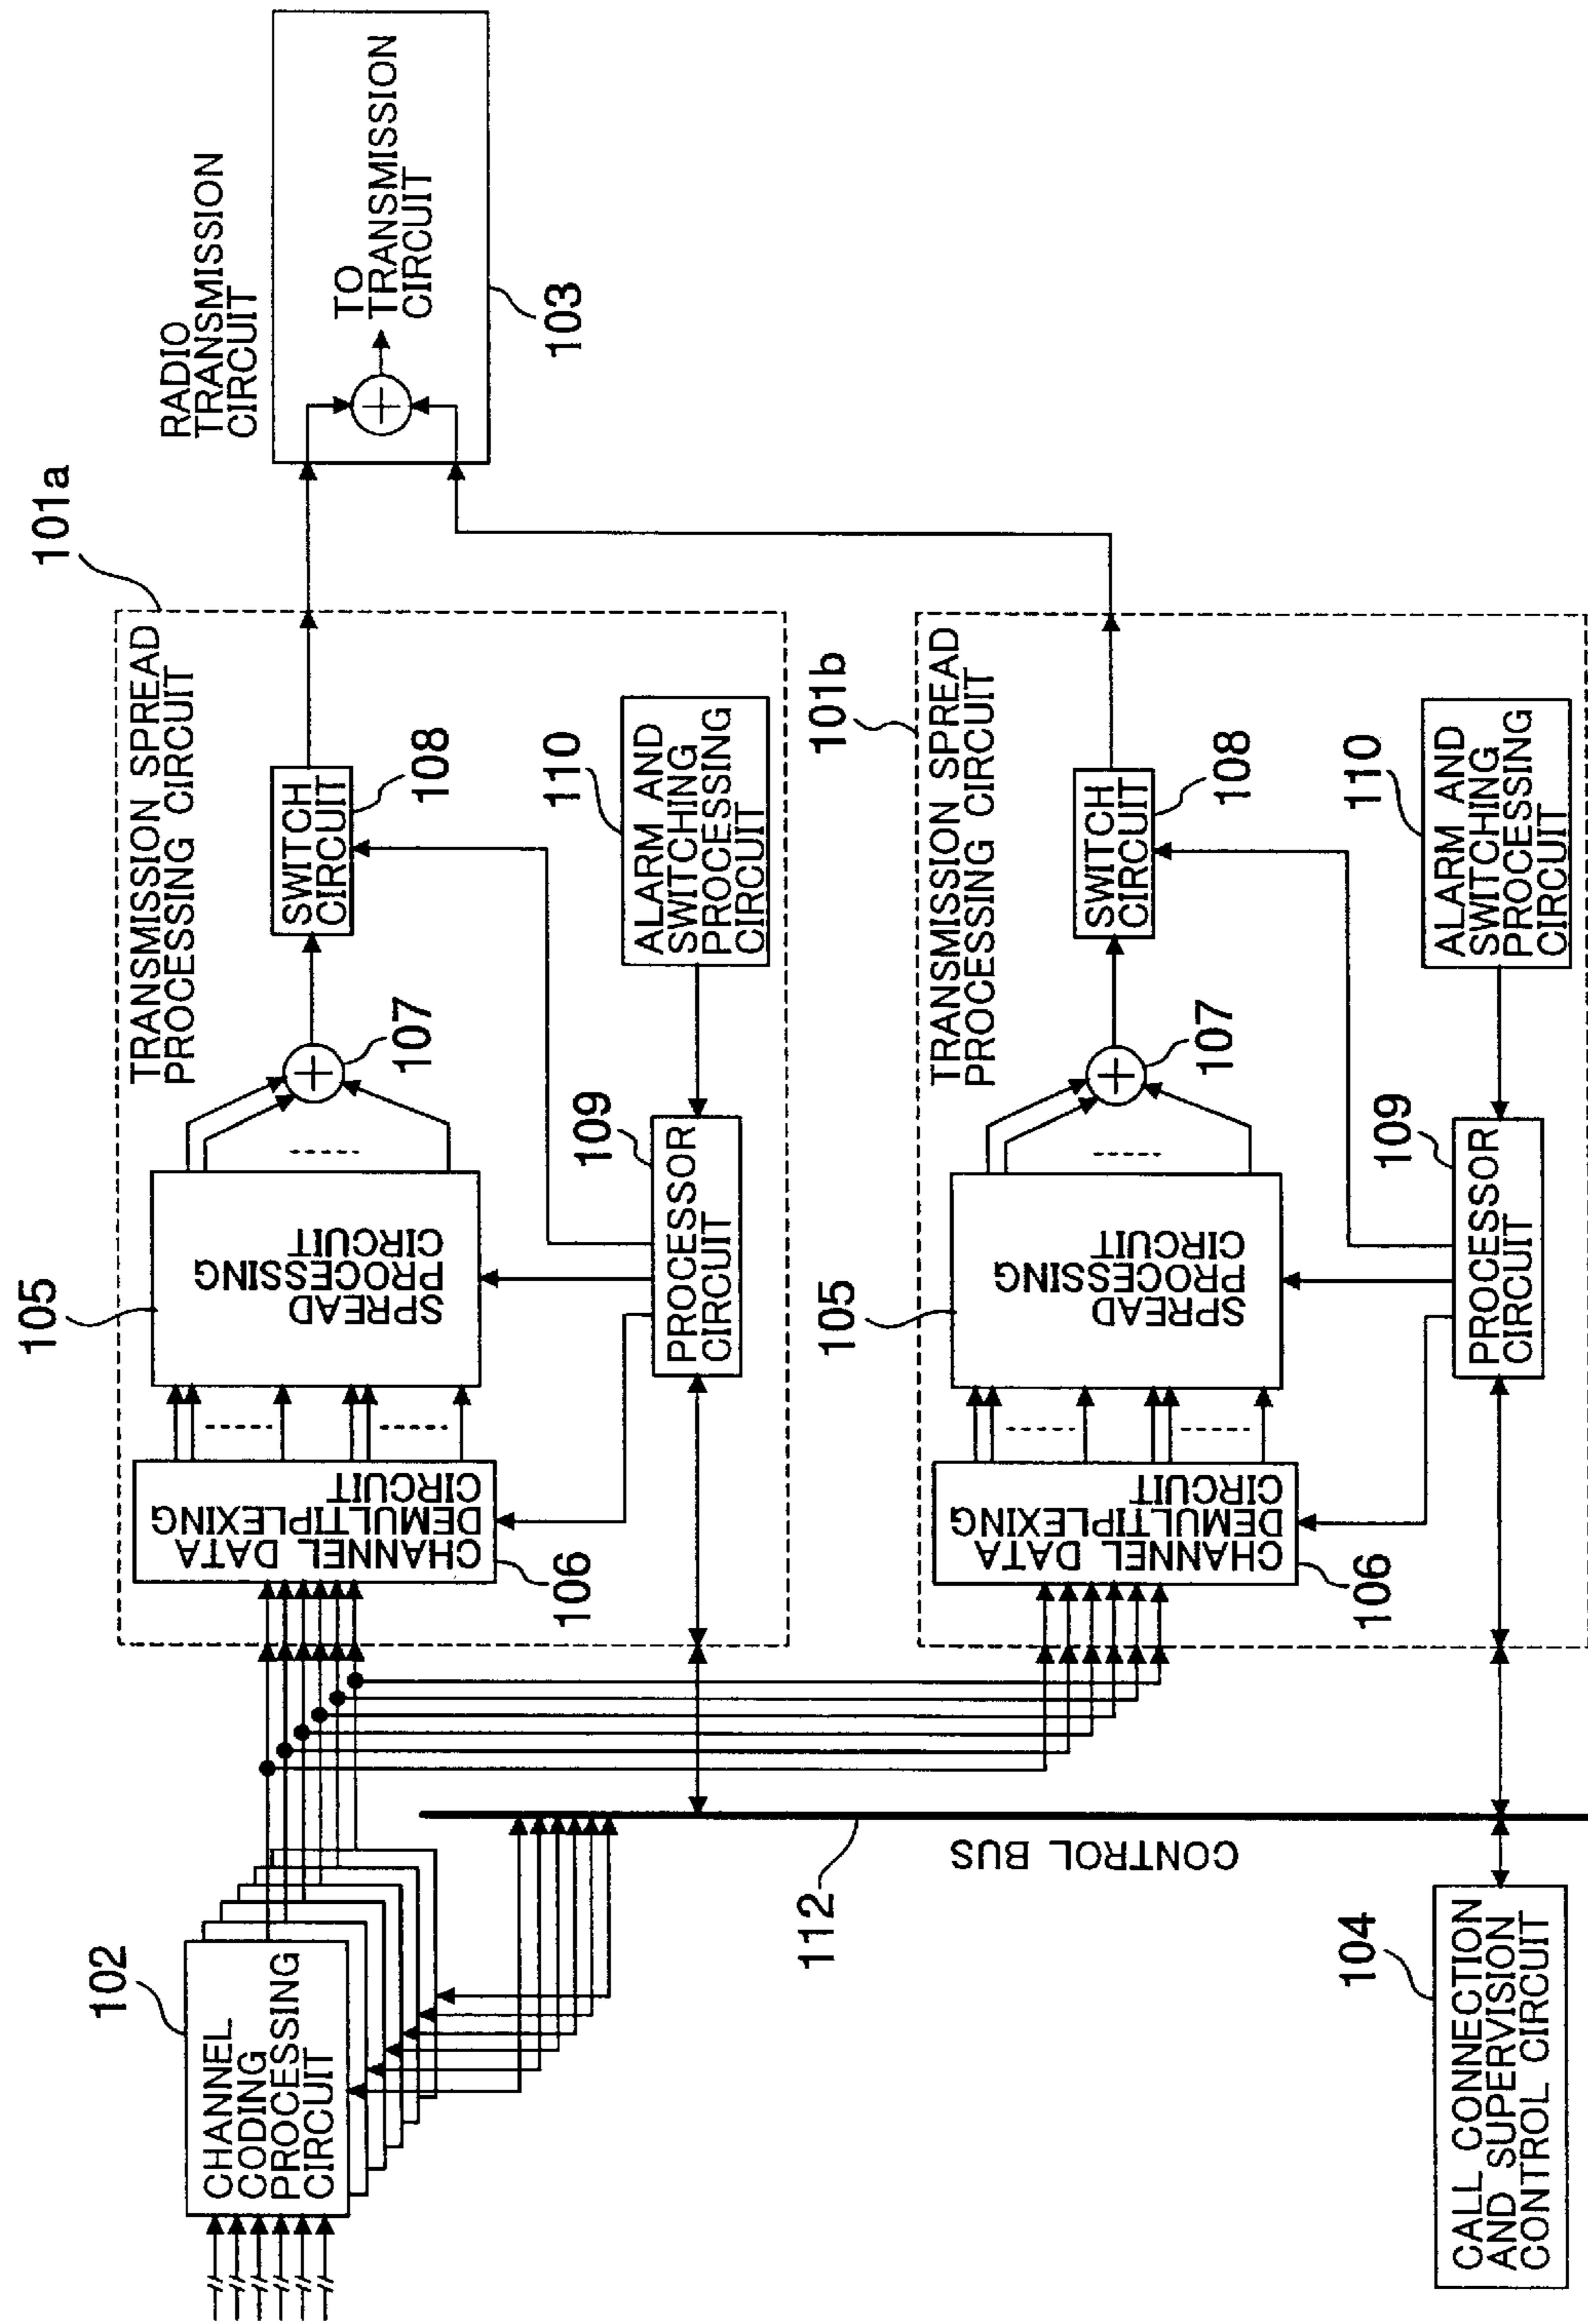 102
CHANNEL
CODING
PROCESSING
CIRCUIT
104
CALL CONNECTION
AND SUPERVISION
CONTROL CIRCUIT
112
CONTROL BUS
101a
TRANSMISSION SPREAD
PROCESSING CIRCUIT
106
CHANNEL DATA
DEMULTIPLEXING
CIRCUIT
105
SPREAD
PROCESSING
CIRCUIT
107
SWITCH
CIRCUIT
108
109
PROCESSOR
CIRCUIT
110
ALARM AND
SWITCHING
PROCESSING
CIRCUIT
101b
TRANSMISSION SPREAD
PROCESSING CIRCUIT
106
CHANNEL DATA
DEMULTIPLEXING
CIRCUIT
105
SPREAD
PROCESSING
CIRCUIT
107
SWITCH
CIRCUIT
108
109
PROCESSOR
CIRCUIT
110
ALARM AND
SWITCHING
PROCESSING
CIRCUIT
RADIO
TRANSMISSION
CIRCUIT
TO
TRANSMISSION
CIRCUIT
103